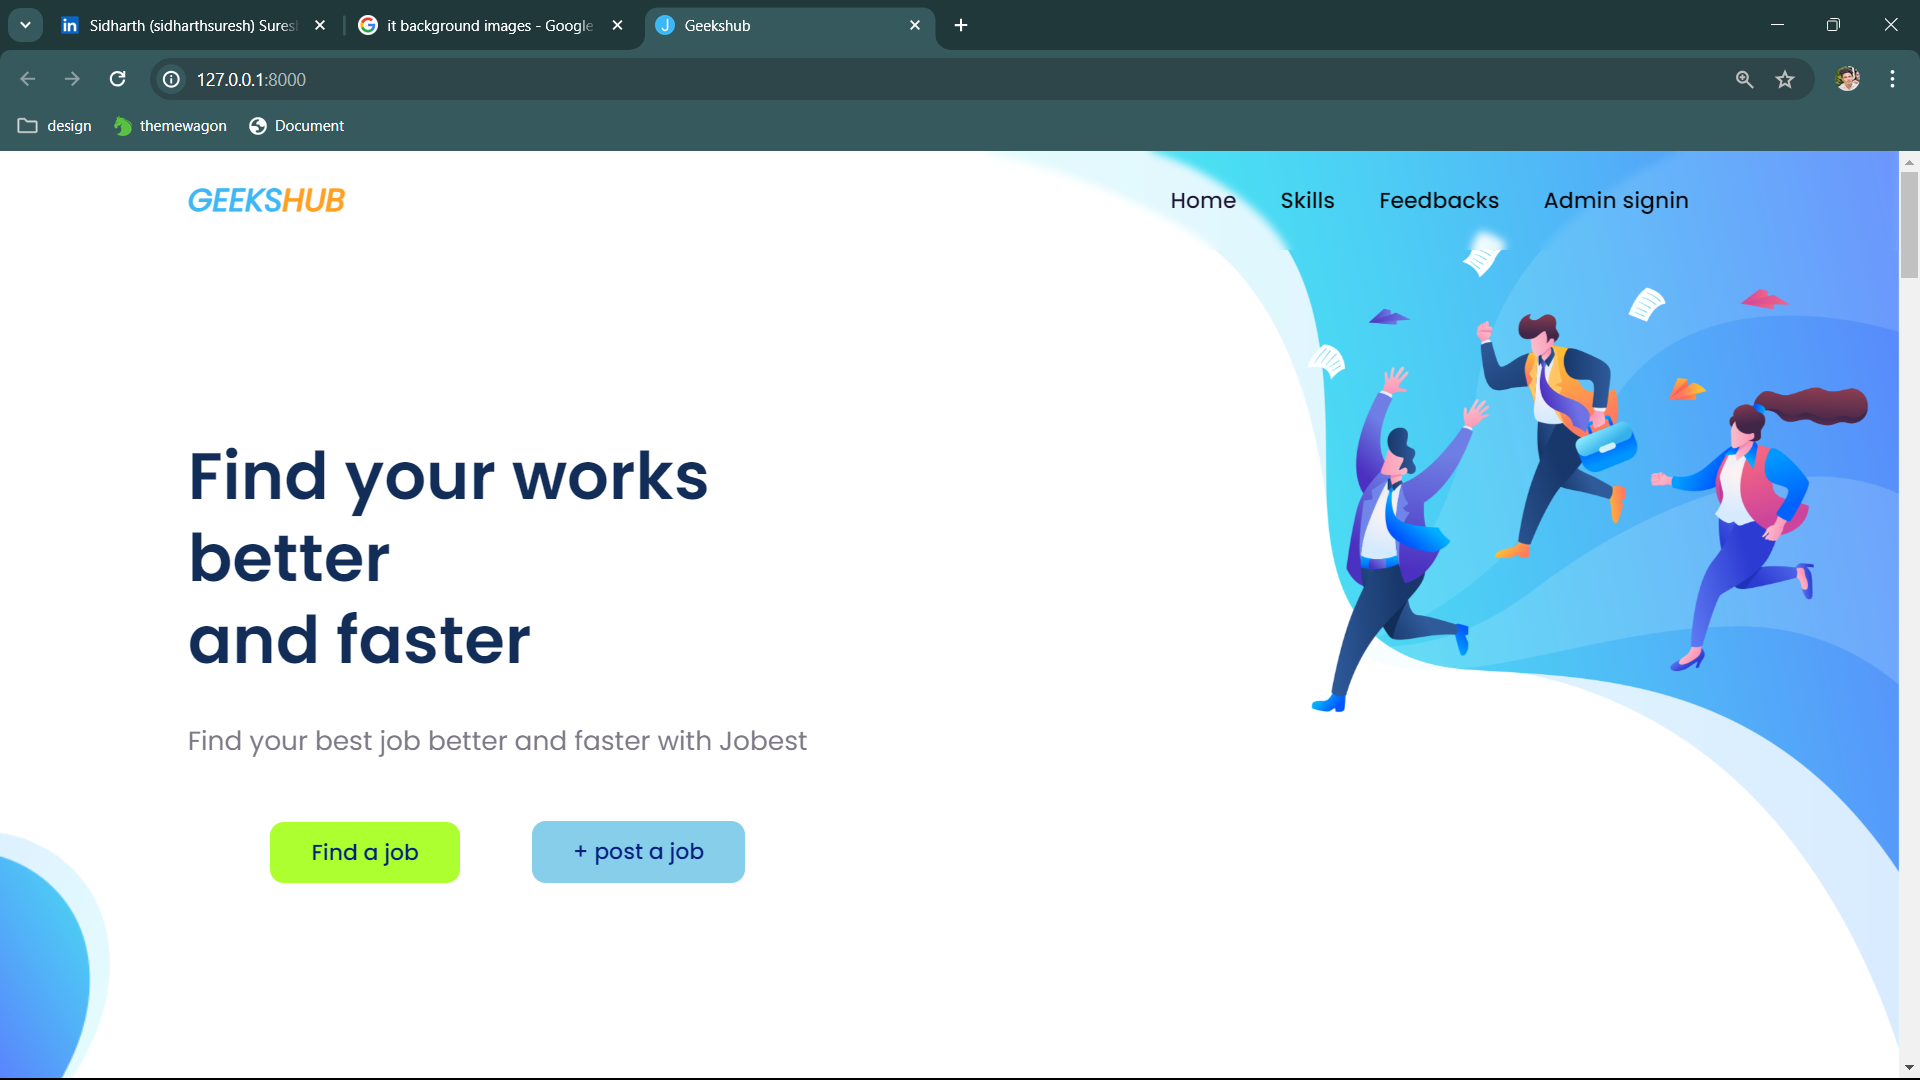 Sidharth (sidharthsuresh) Suresh
it background images - Google
Geekshub
127.0.0.1:8000
design
themewagon
Document
GEEKSHUB
Home
Skills
Feedbacks
Admin signin
Find your works
better
and faster
Find your best job better and faster with Jobest
Find a job
+ post a job